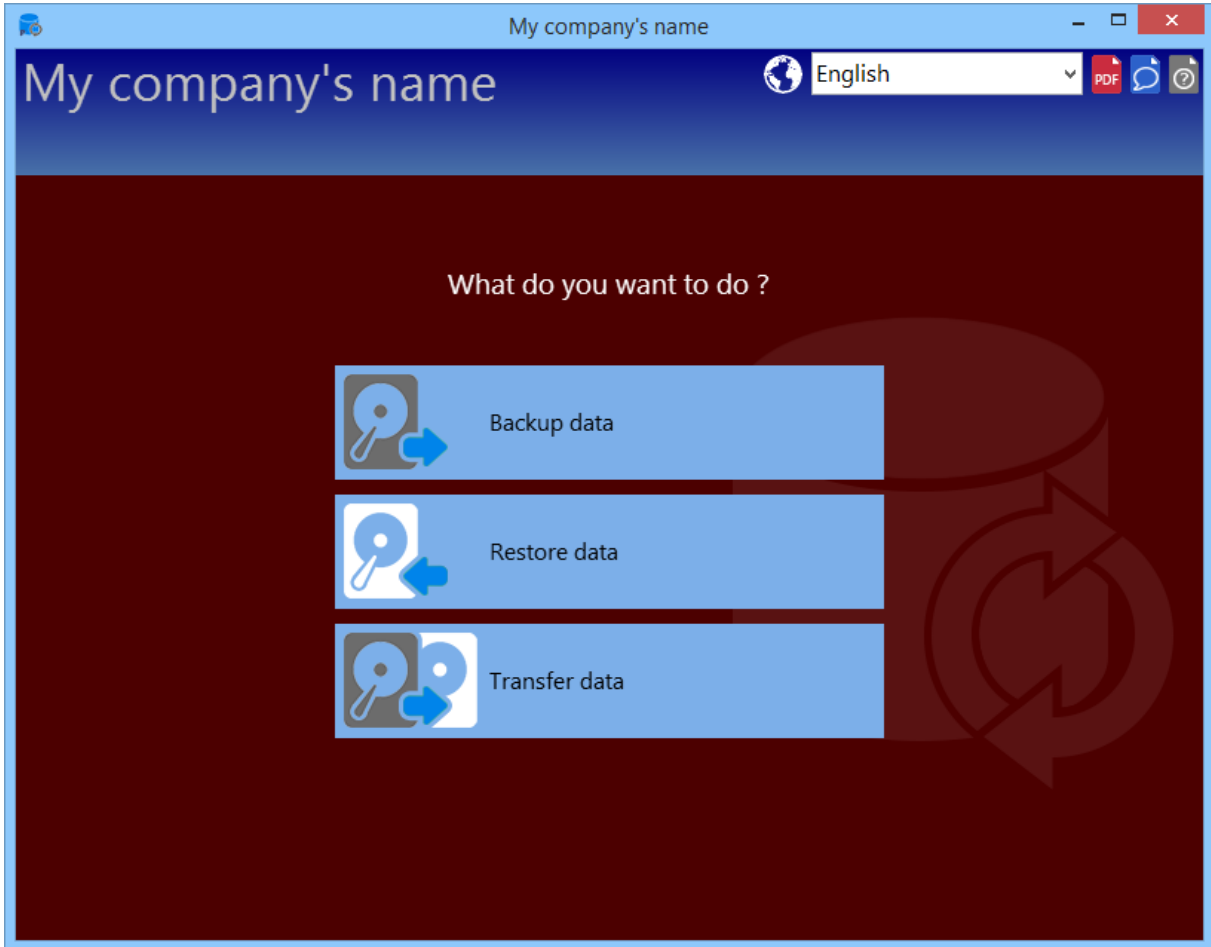 My company's name
My company's name
English
PDF
?
What do you want to do ?
Backup data
Restore data
Transfer data